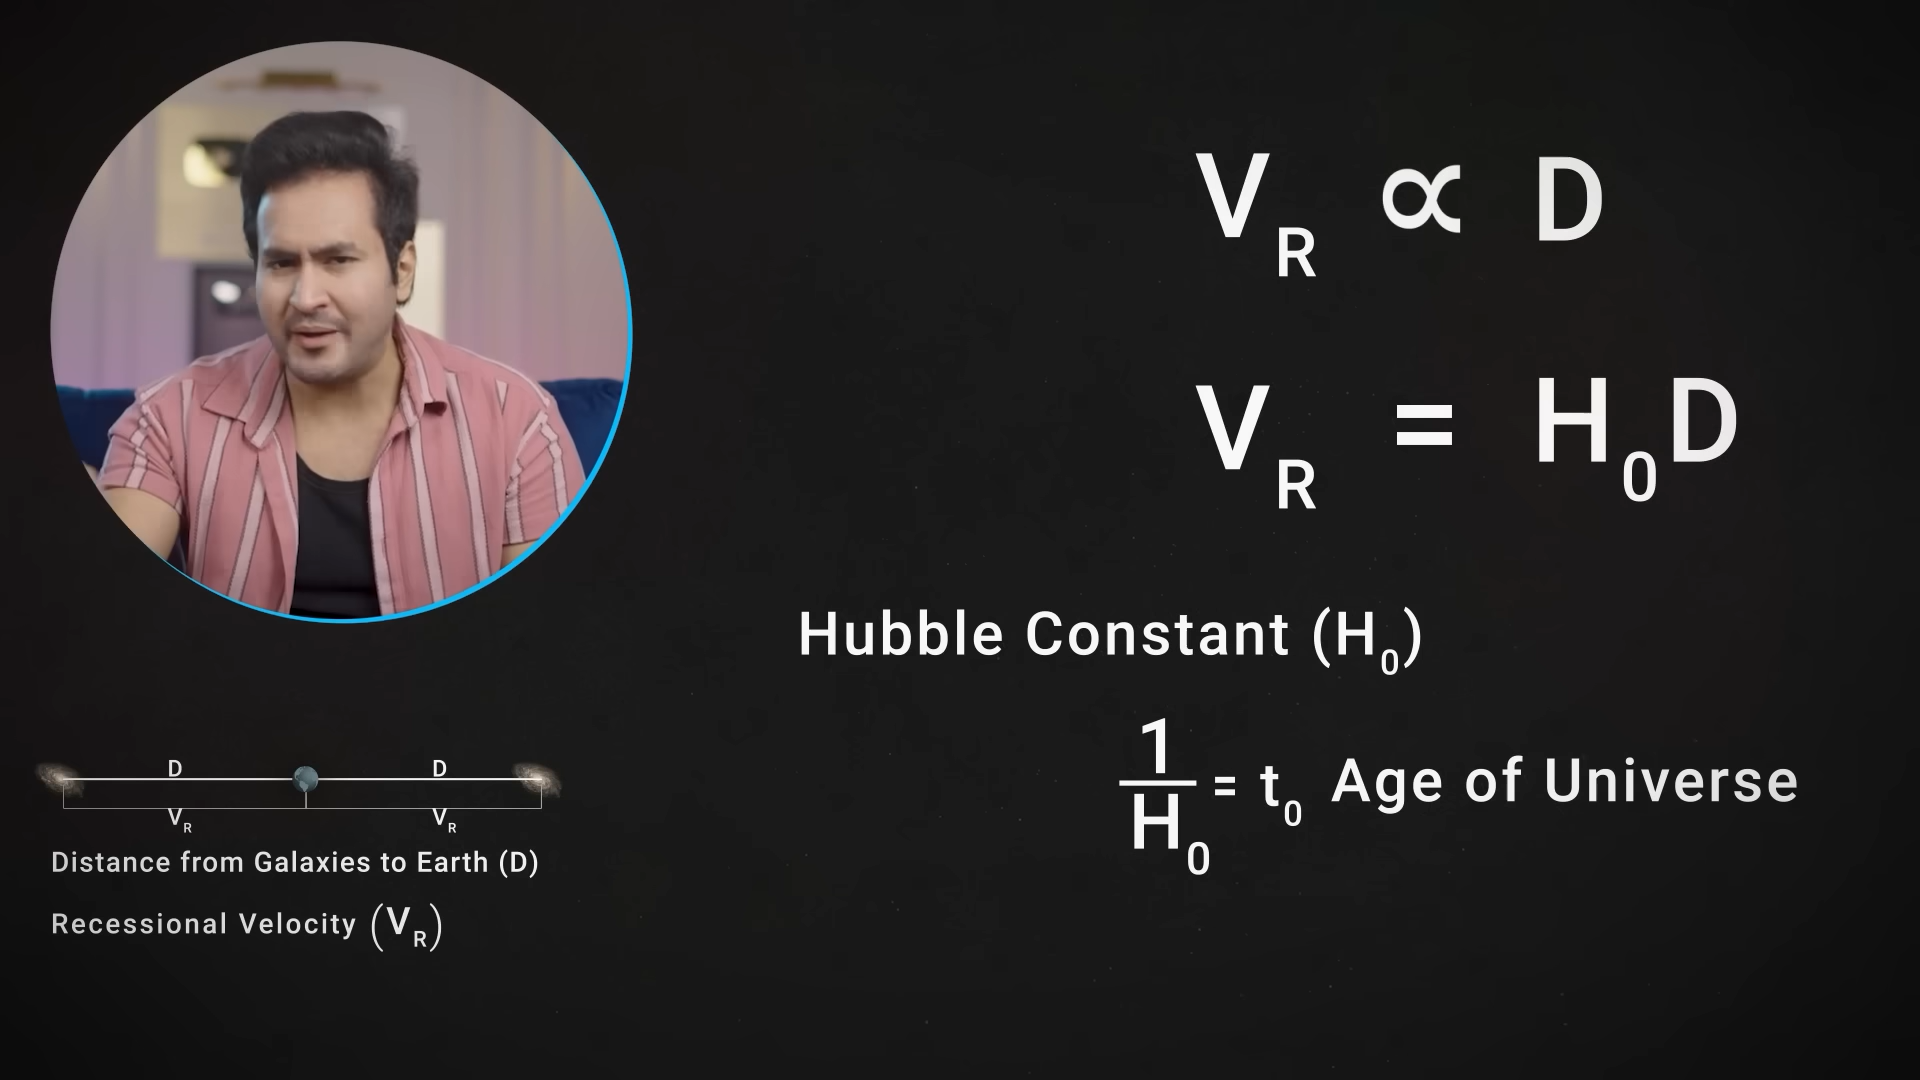 V_R ∝ D
V_R = H_0D
Hubble Constant (H_0)
1/H_0 = t_0 Age of Universe
D D
V_R V_R
Distance from Galaxies to Earth (D)
Recessional Velocity (V_R)